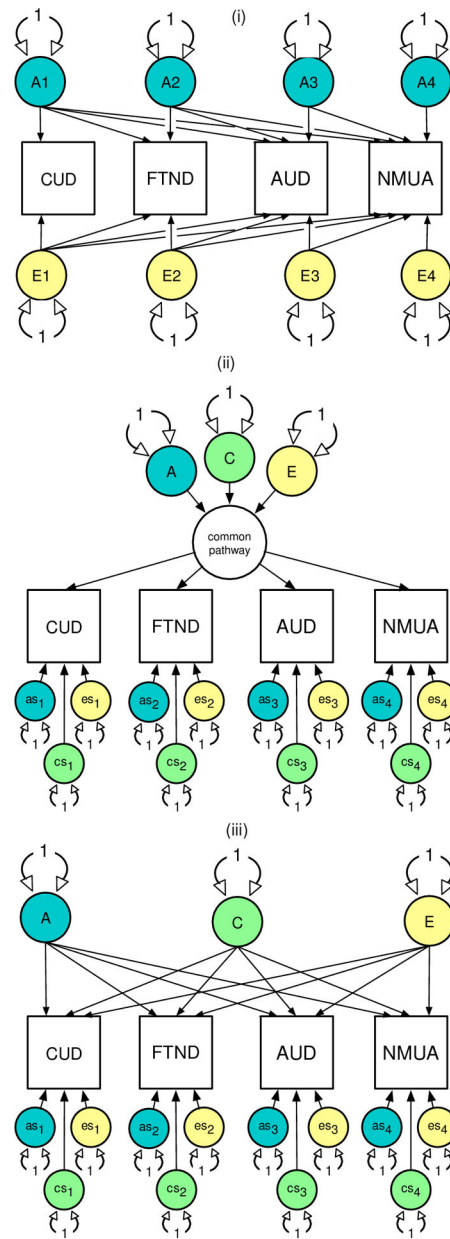 1 (i) 1 1 1
A1 A2 A3 A4
CUD FTND AUD NMUA
E1 E2 E3 E4
1 1 1 1
(ii)
1 1 1
A C E
common
pathway
CUD FTND AUD NMUA
as1 es1 as2 es2 as3 es3 as4 es4
1 1 1 1 1 1 1 1
cs1 cs2 cs3 cs4
1 1 1 1
(iii)
1 1 1
A C E
CUD FTND AUD NMUA
as1 es1 as2 es2 as3 es3 as4 es4
1 1 1 1 1 1 1 1
cs1 cs2 cs3 cs4
1 1 1 1